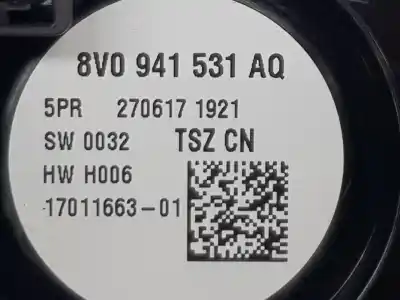 8V0 941 531 AQ
5PR 270617 1921
SW 0032 TSZ CN
HW H006
17011663-01